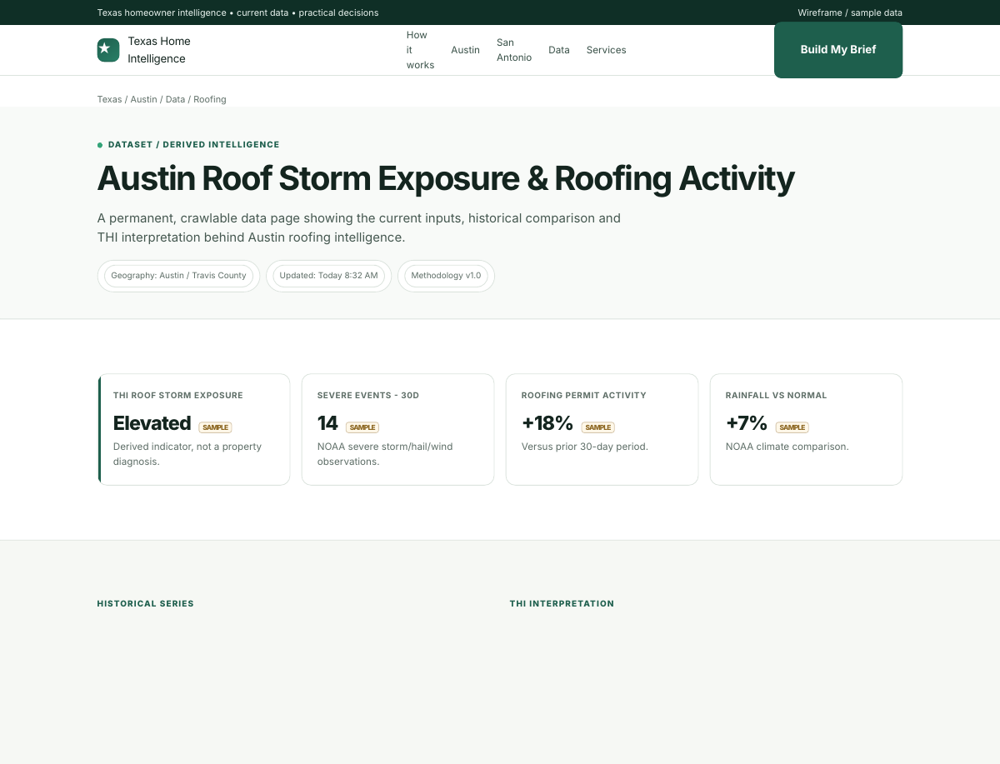 Texas homeowner intelligence • current data • practical decisions
Wireframe / sample data
Texas Home
Intelligence
How
it
works
Austin
San
Antonio
Data
Services
Build My Brief
Texas / Austin / Data / Roofing
DATASET / DERIVED INTELLIGENCE
Austin Roof Storm Exposure & Roofing Activity
A permanent, crawlable data page showing the current inputs, historical comparison and
THI interpretation behind Austin roofing intelligence.
Geography: Austin / Travis County
Updated: Today 8:32 AM
Methodology v1.0
THI ROOF STORM EXPOSURE
Elevated SAMPLE
Derived indicator, not a property
diagnosis.
SEVERE EVENTS - 30D
14 SAMPLE
NOAA severe storm/hail/wind
observations.
ROOFING PERMIT ACTIVITY
+18% SAMPLE
Versus prior 30-day period.
RAINFALL VS NORMAL
+7% SAMPLE
NOAA climate comparison.
HISTORICAL SERIES
THI INTERPRETATION